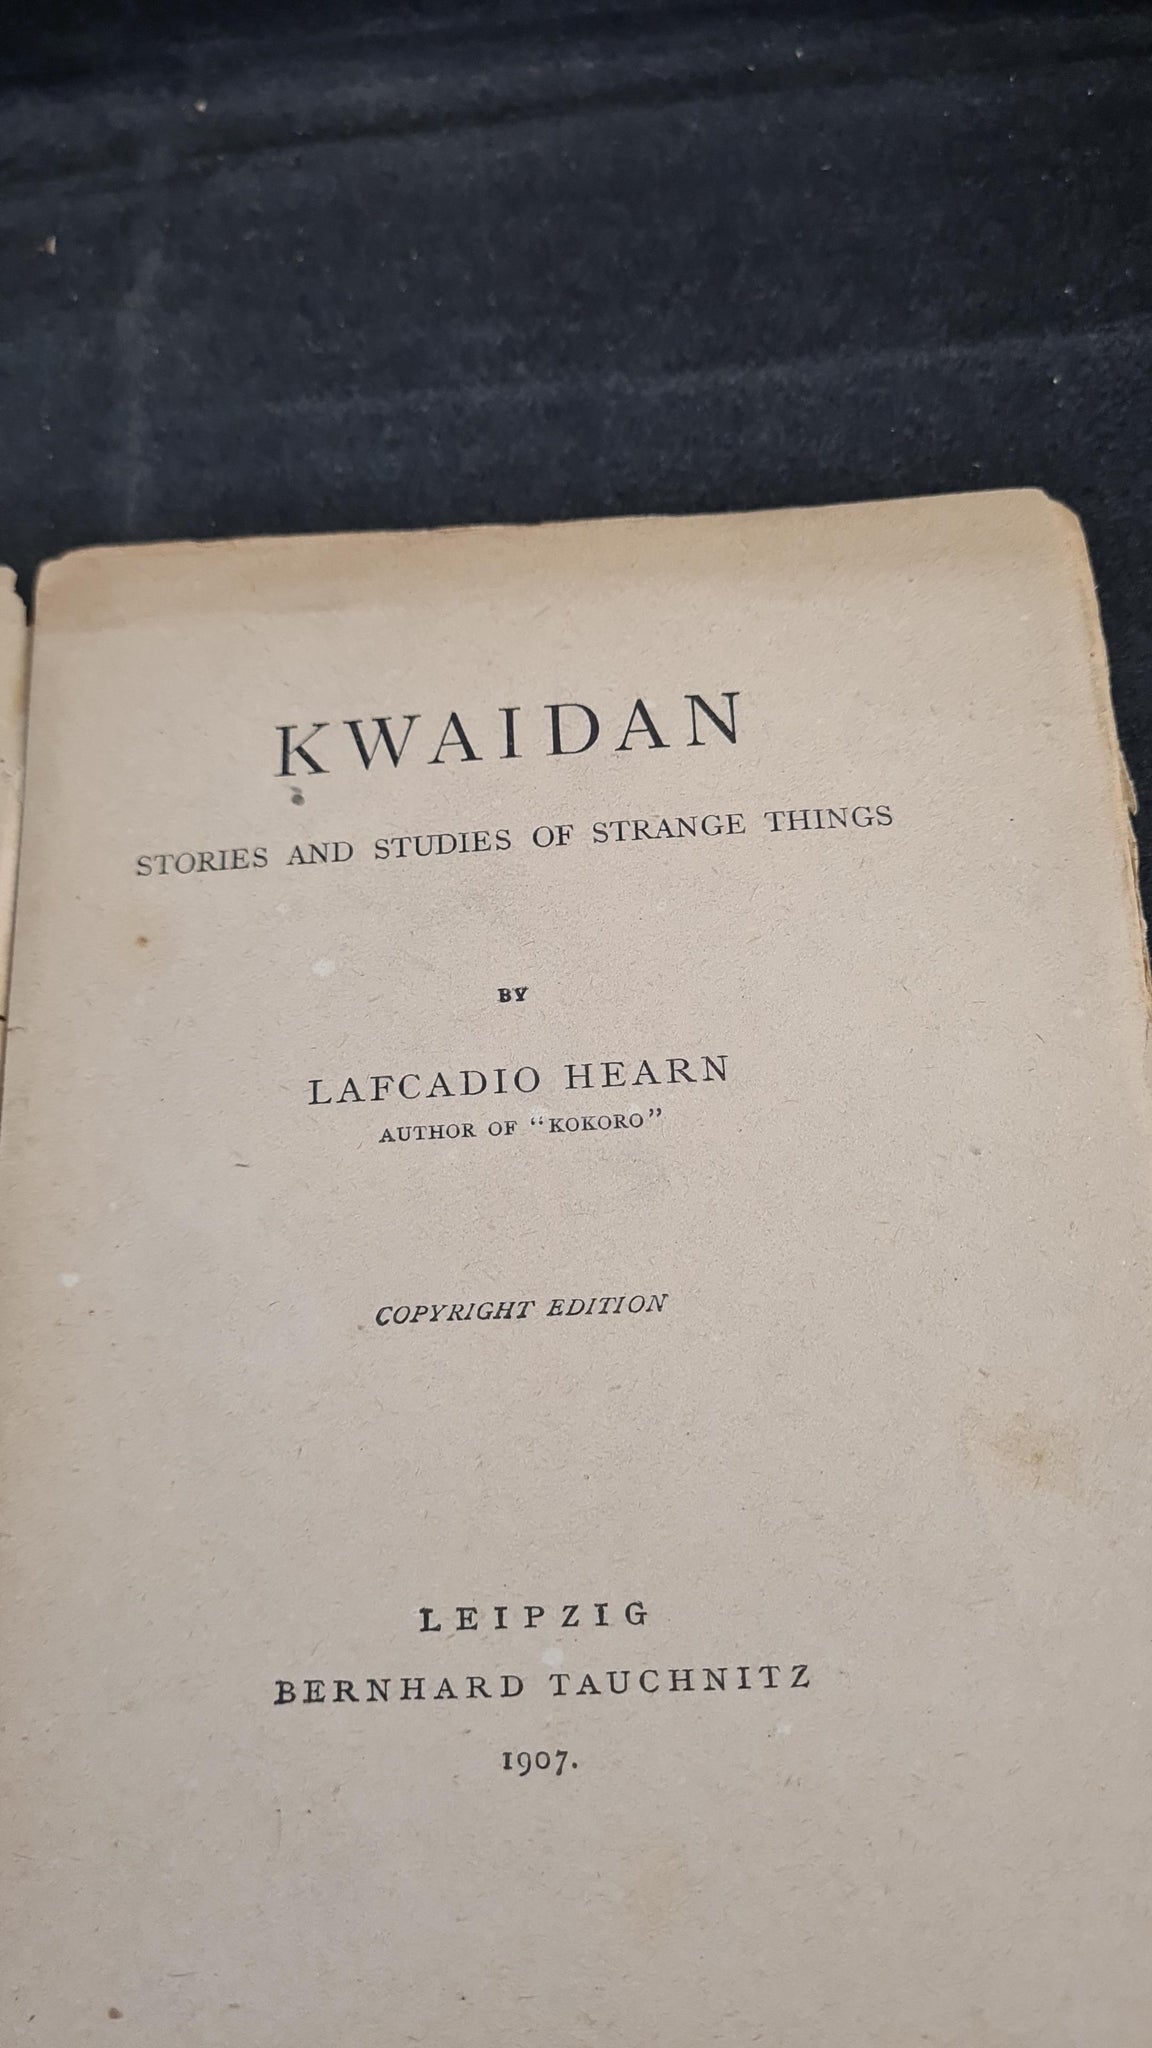 KWAIDAN
STORIES AND STUDIES OF STRANGE THINGS
BY
LAFCADIO HEARN
AUTHOR OF “KOKORO”
COPYRIGHT EDITION
LEIPZIG
BERNHARD TAUCHNITZ
1907.